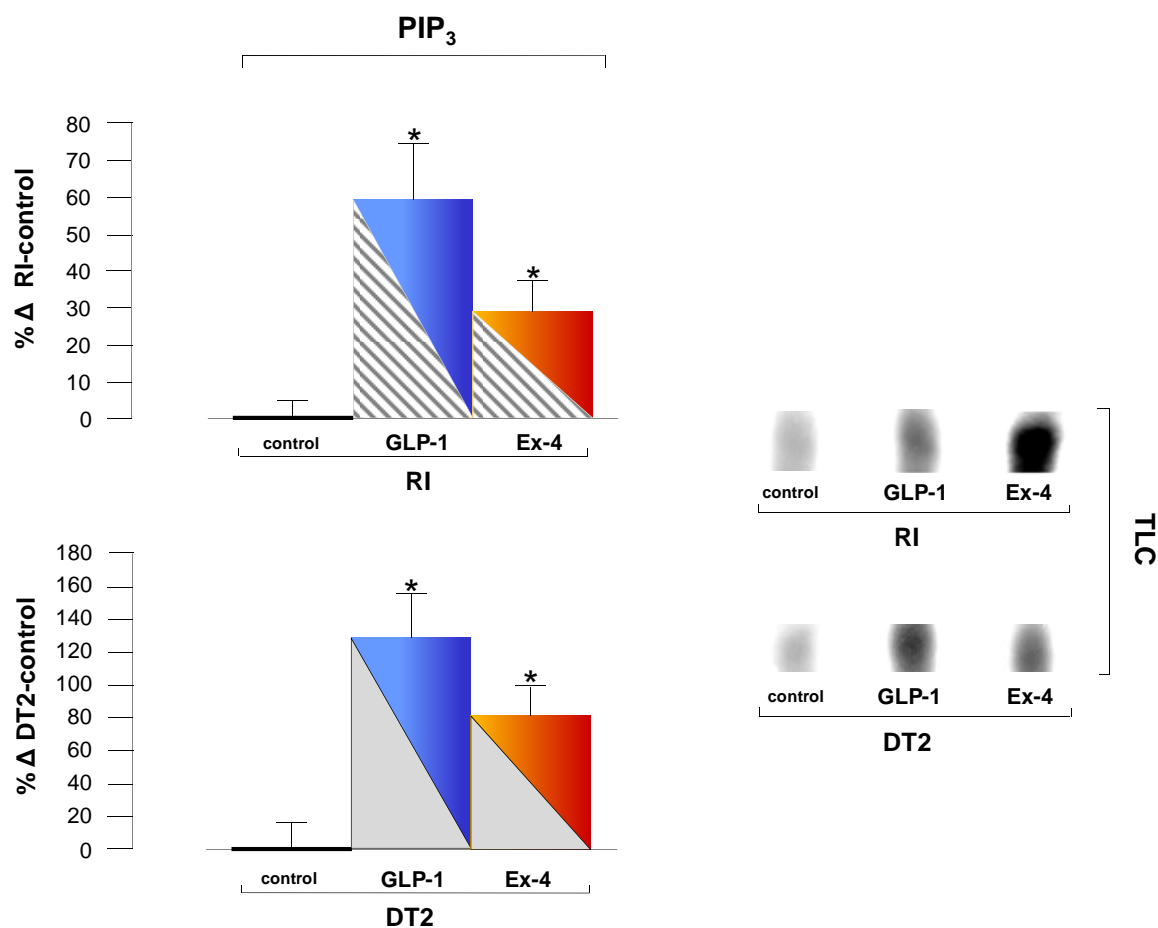 PIP₃
% Δ RI-control
80
70
60
50
40
30
20
10
0
*
*
control GLP-1 Ex-4
RI
% Δ DT2-control
180
160
140
120
100
80
60
40
20
0
*
*
control GLP-1 Ex-4
DT2
control GLP-1 Ex-4
RI
control GLP-1 Ex-4
DT2
TLC